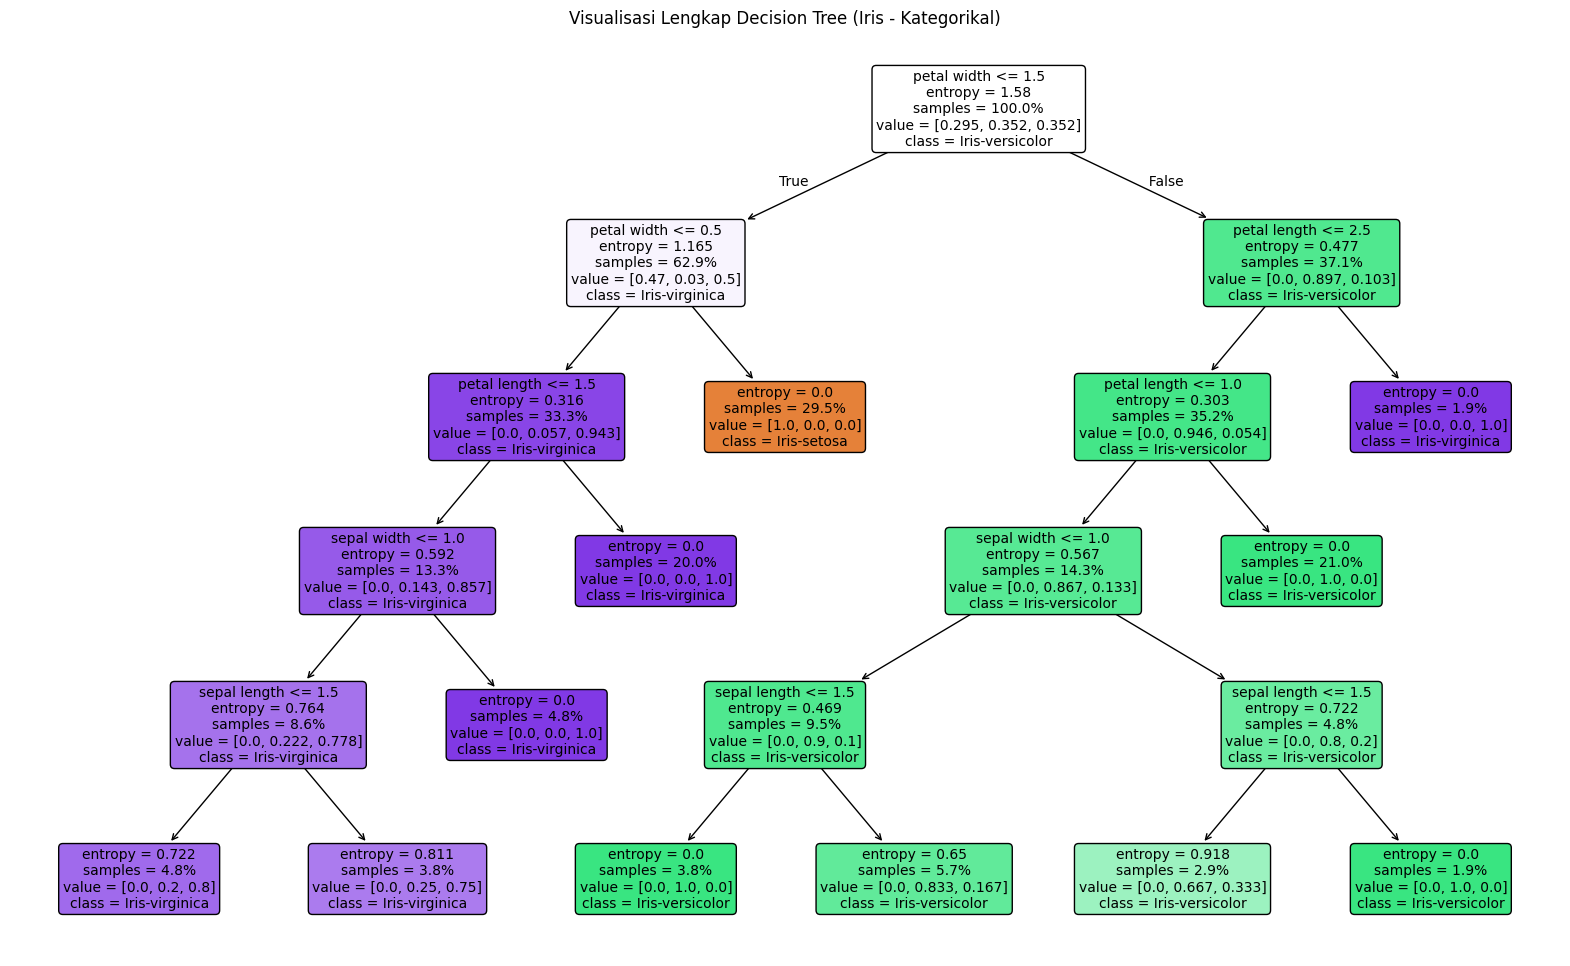 Visualisasi Lengkap Decision Tree (Iris - Kategorikal)
petal width <= 1.5
entropy = 1.58
samples = 100.0%
value = [0.295, 0.352, 0.352]
class = Iris-versicolor
True
False
petal width <= 0.5
entropy = 1.165
samples = 62.9%
value = [0.47, 0.03, 0.5]
class = Iris-virginica
petal length <= 2.5
entropy = 0.477
samples = 37.1%
value = [0.0, 0.897, 0.103]
class = Iris-versicolor
petal length <= 1.5
entropy = 0.316
samples = 33.3%
value = [0.0, 0.057, 0.943]
class = Iris-virginica
entropy = 0.0
samples = 29.5%
value = [1.0, 0.0, 0.0]
class = Iris-setosa
petal length <= 1.0
entropy = 0.303
samples = 35.2%
value = [0.0, 0.946, 0.054]
class = Iris-versicolor
entropy = 0.0
samples = 1.9%
value = [0.0, 0.0, 1.0]
class = Iris-virginica
sepal width <= 1.0
entropy = 0.592
samples = 13.3%
value = [0.0, 0.143, 0.857]
class = Iris-virginica
entropy = 0.0
samples = 20.0%
value = [0.0, 0.0, 1.0]
class = Iris-virginica
sepal width <= 1.0
entropy = 0.567
samples = 14.3%
value = [0.0, 0.867, 0.133]
class = Iris-versicolor
entropy = 0.0
samples = 21.0%
value = [0.0, 1.0, 0.0]
class = Iris-versicolor
sepal length <= 1.5
entropy = 0.764
samples = 8.6%
value = [0.0, 0.222, 0.778]
class = Iris-virginica
entropy = 0.0
samples = 4.8%
value = [0.0, 0.0, 1.0]
class = Iris-virginica
sepal length <= 1.5
entropy = 0.469
samples = 9.5%
value = [0.0, 0.9, 0.1]
class = Iris-versicolor
sepal length <= 1.5
entropy = 0.722
samples = 4.8%
value = [0.0, 0.8, 0.2]
class = Iris-versicolor
entropy = 0.722
samples = 4.8%
value = [0.0, 0.2, 0.8]
class = Iris-virginica
entropy = 0.811
samples = 3.8%
value = [0.0, 0.25, 0.75]
class = Iris-virginica
entropy = 0.0
samples = 3.8%
value = [0.0, 1.0, 0.0]
class = Iris-versicolor
entropy = 0.65
samples = 5.7%
value = [0.0, 0.833, 0.167]
class = Iris-versicolor
entropy = 0.918
samples = 2.9%
value = [0.0, 0.667, 0.333]
class = Iris-versicolor
entropy = 0.0
samples = 1.9%
value = [0.0, 1.0, 0.0]
class = Iris-versicolor